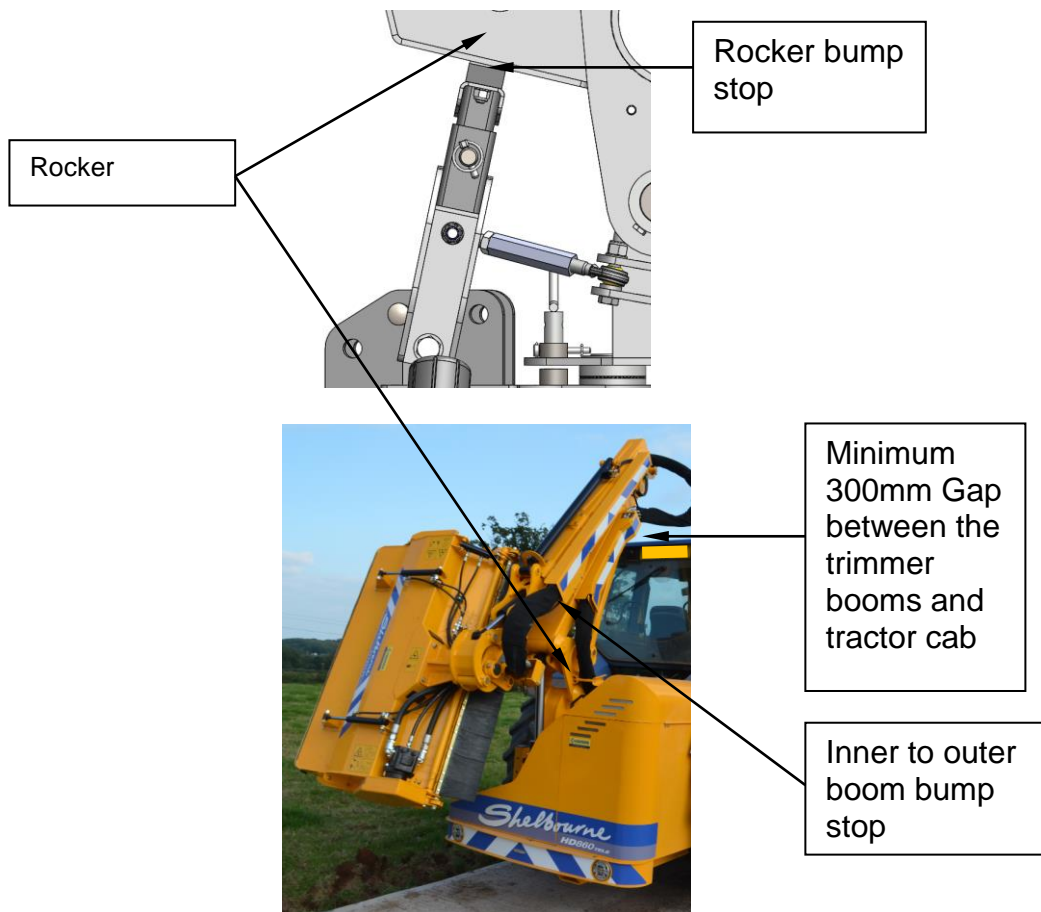 Rocker bump
stop
Rocker
Minimum
300mm Gap
between the
trimmer
booms and
tractor cab
Inner to outer
boom bump
stop
Shelbourne
HD860